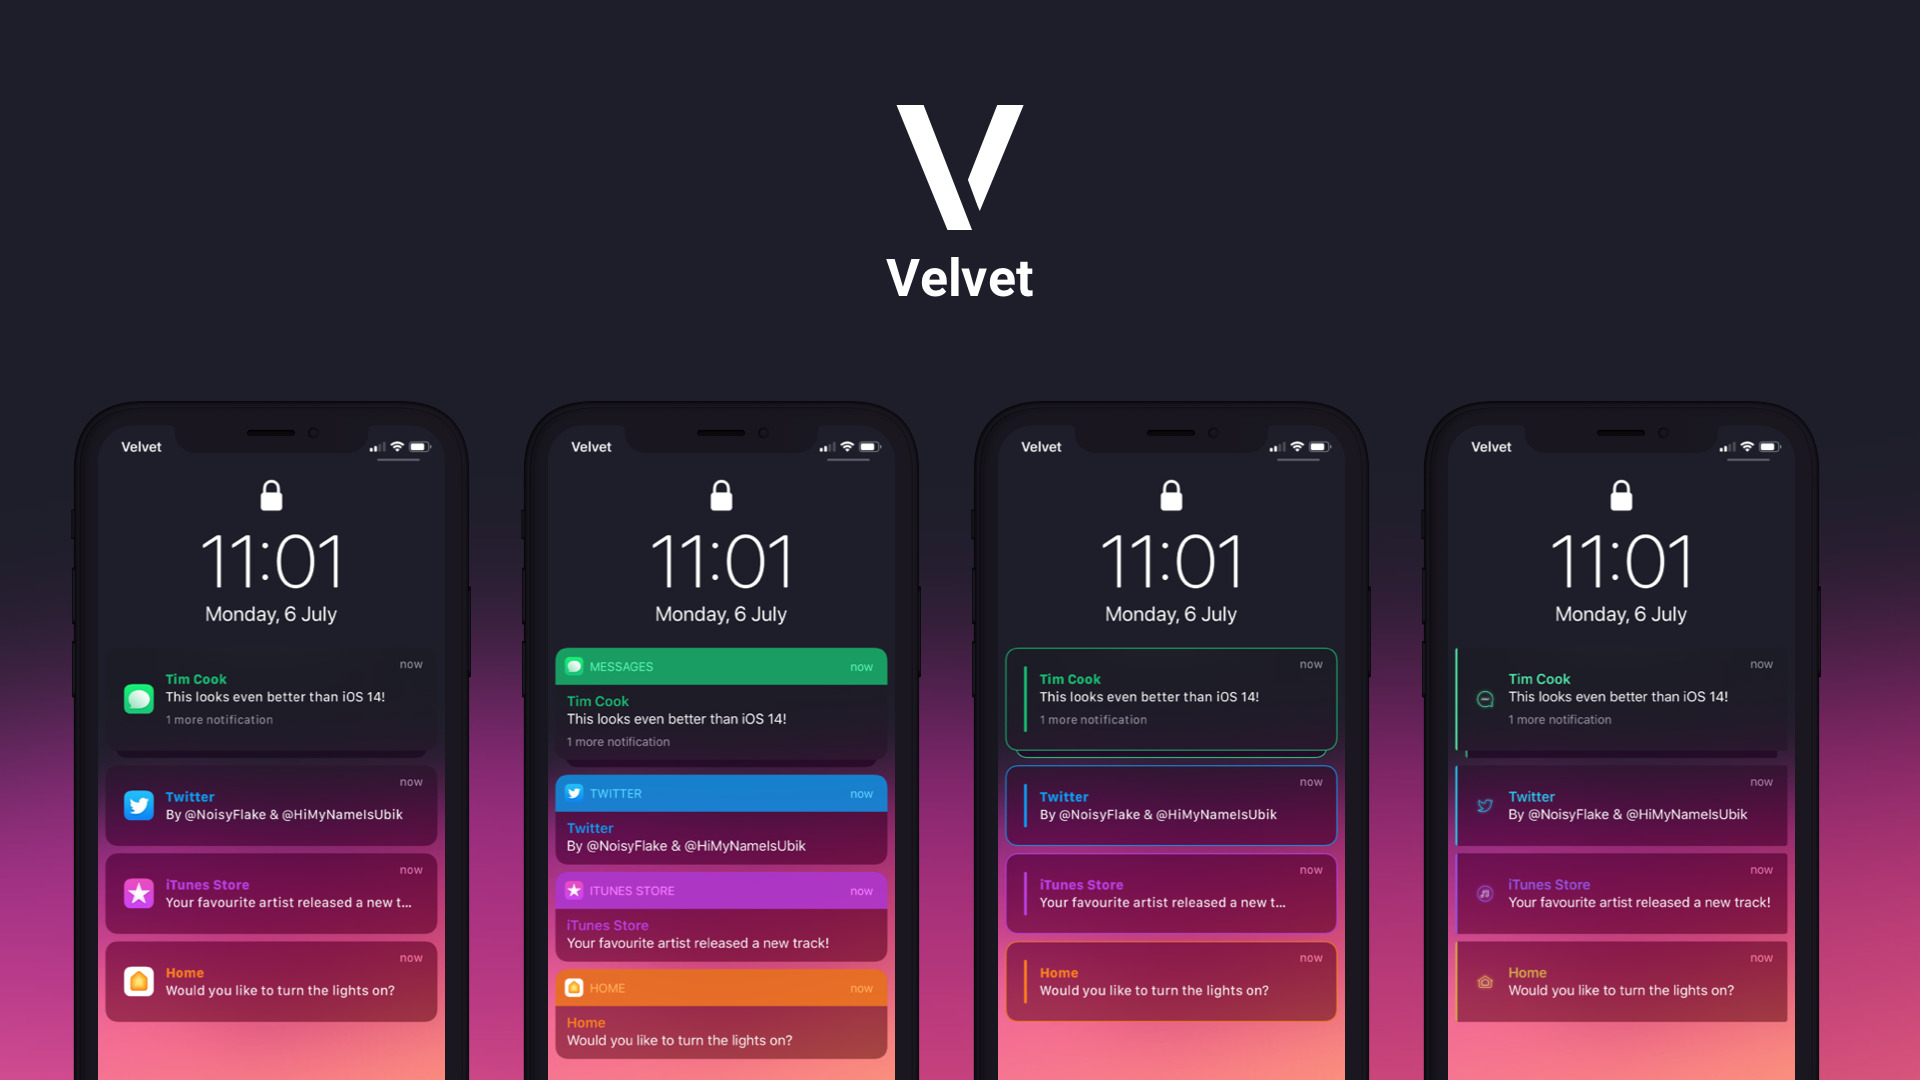 Velvet
Velvet
11:01
Monday, 6 July
now
Tim Cook
This looks even better than iOS 14!
1 more notification
now
Twitter
By @NoisyFlake & @HiMyNameIsUbik
now
iTunes Store
Your favourite artist released a new t...
now
Home
Would you like to turn the lights on?
Velvet
11:01
Monday, 6 July
MESSAGES now
Tim Cook
This looks even better than iOS 14!
1 more notification
TWITTER now
Twitter
By @NoisyFlake & @HiMyNameIsUbik
ITUNES STORE now
iTunes Store
Your favourite artist released a new track!
HOME now
Home
Would you like to turn the lights on?
Velvet
11:01
Monday, 6 July
now
Tim Cook
This looks even better than iOS 14!
1 more notification
now
Twitter
By @NoisyFlake & @HiMyNameIsUbik
now
iTunes Store
Your favourite artist released a new t...
now
Home
Would you like to turn the lights on?
Velvet
11:01
Monday, 6 July
now
Tim Cook
This looks even better than iOS 14!
1 more notification
now
Twitter
By @NoisyFlake & @HiMyNameIsUbik
now
iTunes Store
Your favourite artist released a new track!
now
Home
Would you like to turn the lights on?